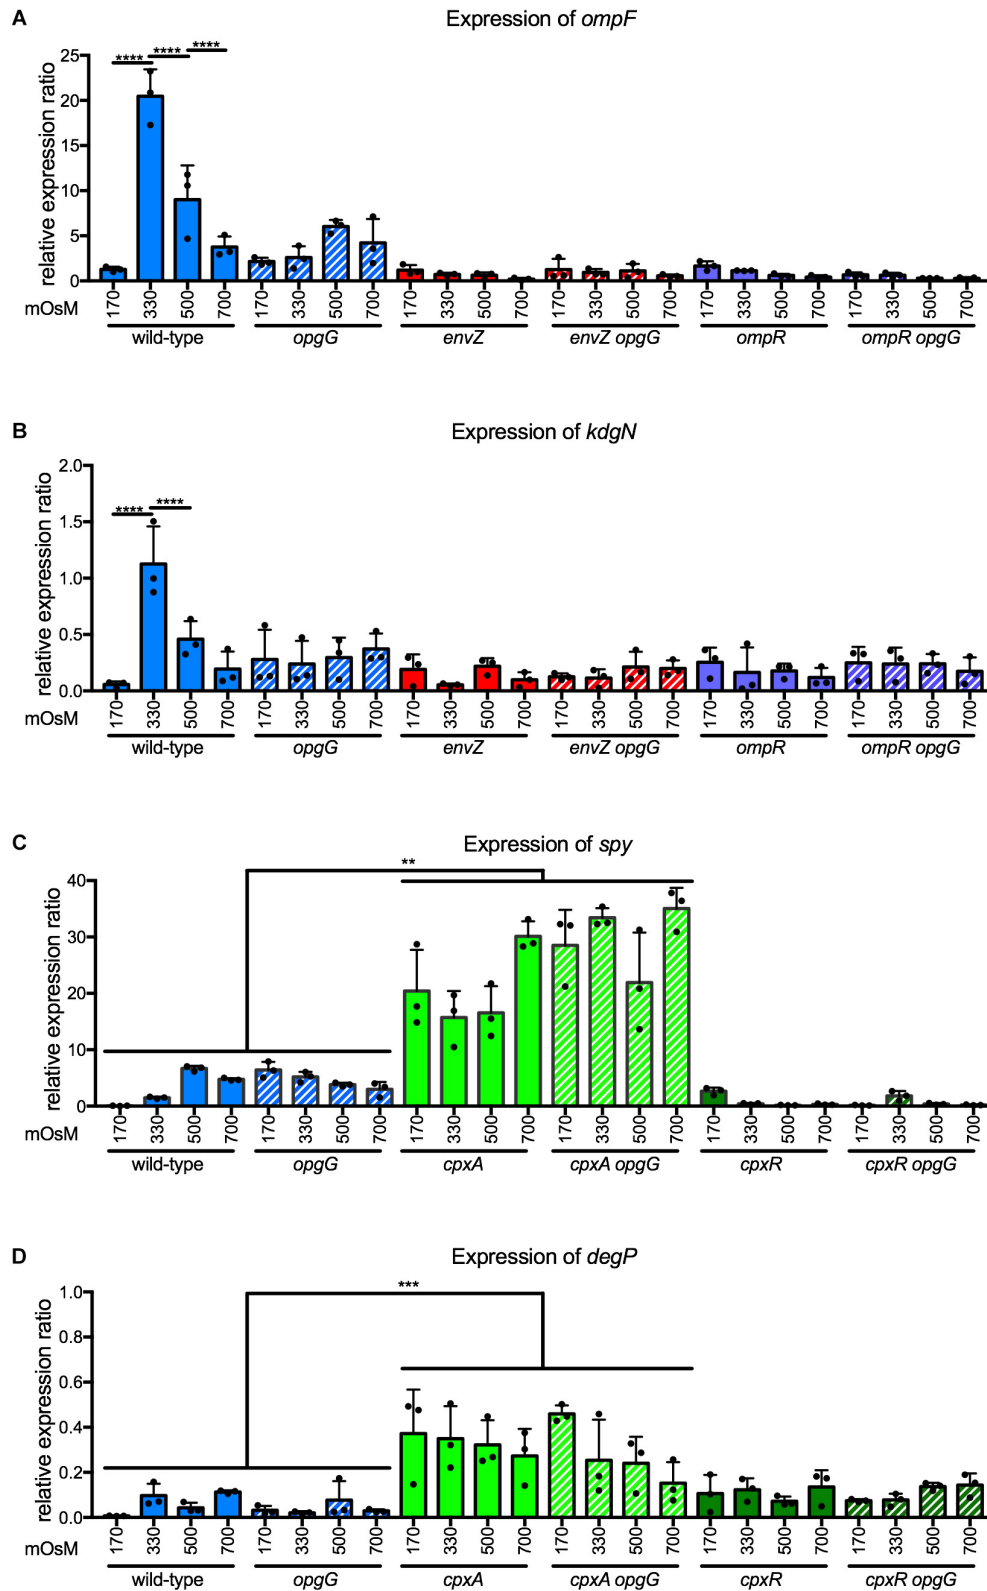 A
Expression of ompF
**** **** ****
relative expression ratio
25
20
15
10
5
0
mOsM
170 330 500 700 170 330 500 700 170 330 500 700 170 330 500 700 170 330 500 700 170 330 500 700
wild-type opgG envZ envZ opgG ompR ompR opgG
B
Expression of kdgN
**** ****
relative expression ratio
2.0
1.5
1.0
0.5
0.0
mOsM
170 330 500 700 170 330 500 700 170 330 500 700 170 330 500 700 170 330 500 700 170 330 500 700
wild-type opgG envZ envZ opgG ompR ompR opgG
C
Expression of spy
**
relative expression ratio
40
30
20
10
0
mOsM
170 330 500 700 170 330 500 700 170 330 500 700 170 330 500 700 170 330 500 700 170 330 500 700
wild-type opgG cpxA cpxA opgG cpxR cpxR opgG
D
Expression of degP
***
relative expression ratio
1.0
0.8
0.6
0.4
0.2
0.0
mOsM
170 330 500 700 170 330 500 700 170 330 500 700 170 330 500 700 170 330 500 700 170 330 500 700
wild-type opgG cpxA cpxA opgG cpxR cpxR opgG